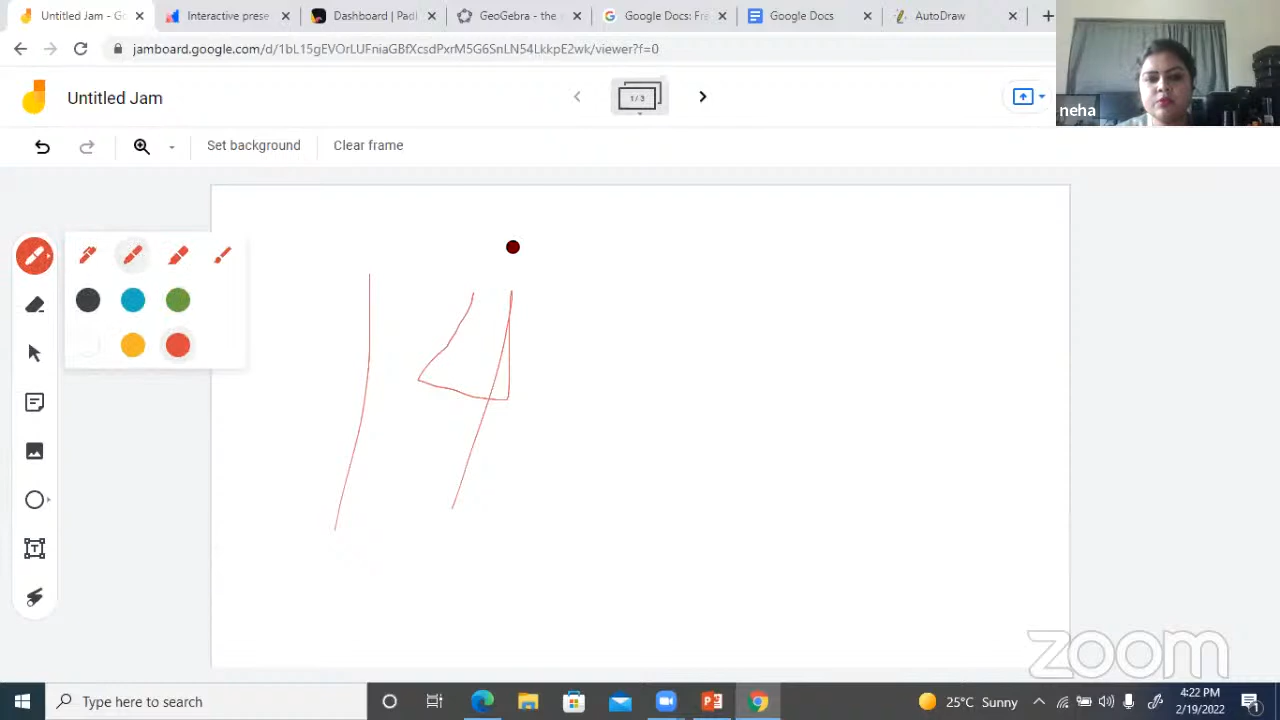 Untitled Jam - Go
Interactive prese
Dashboard | Padl
GeoGebra - the
Google Docs: Fre
Google Docs
AutoDraw
jamboard.google.com/d/1bL15gEVOrLUFniaGBfXcsdPxrM5G6SnLN54LkkpE2wk/viewer?f=0
Untitled Jam
1 / 3
neha
Set background
Clear frame
14
zoom
Type here to search
25°C Sunny
4:22 PM
2/19/2022